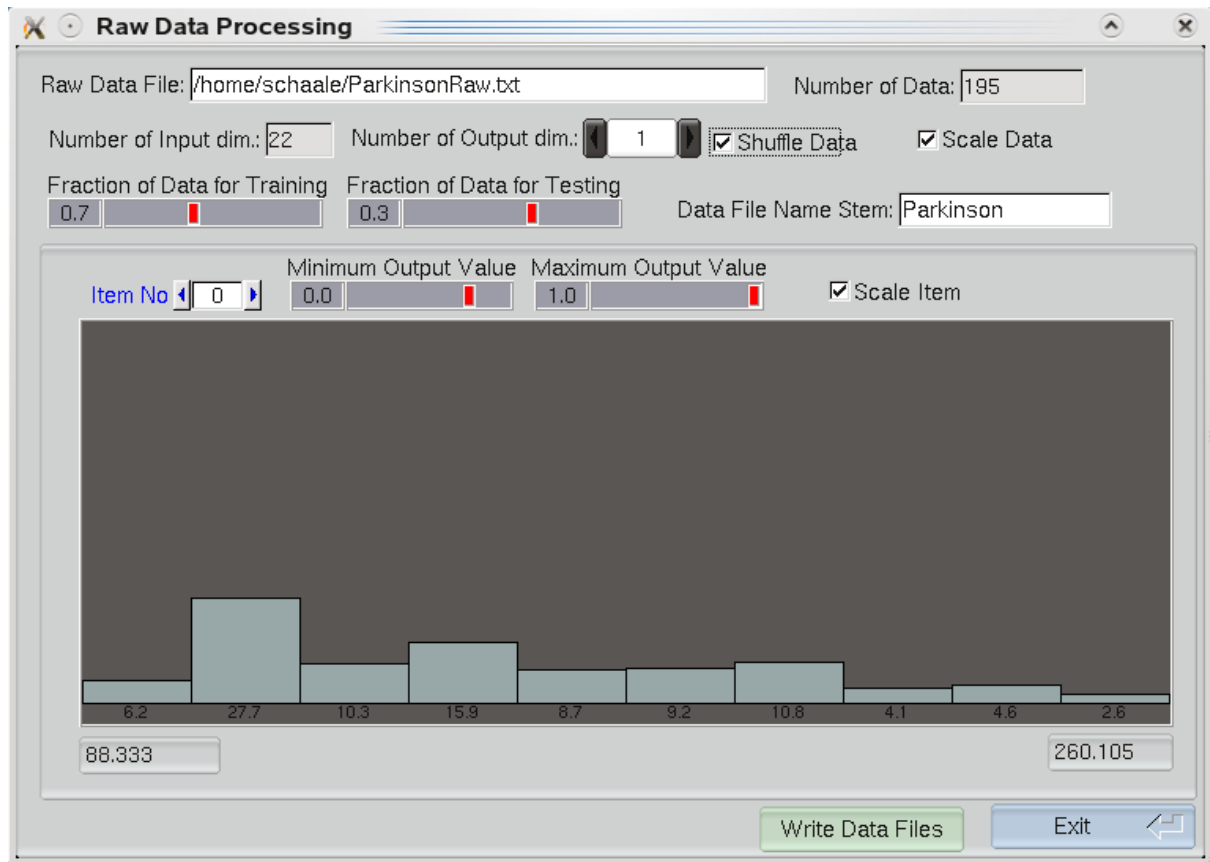 Raw Data Processing
Raw Data File: /home/schaale/ParkinsonRaw.txt Number of Data: 195
Number of Input dim.: 22 Number of Output dim.: 1 Shuffle Data Scale Data
Fraction of Data for Training Fraction of Data for Testing
0.7 0.3 Data File Name Stem: Parkinson
Minimum Output Value Maximum Output Value
Item No 0 0.0 1.0 Scale Item
6.2 27.7 10.3 15.9 8.7 9.2 10.8 4.1 4.6 2.6
88.333 260.105
Write Data Files Exit